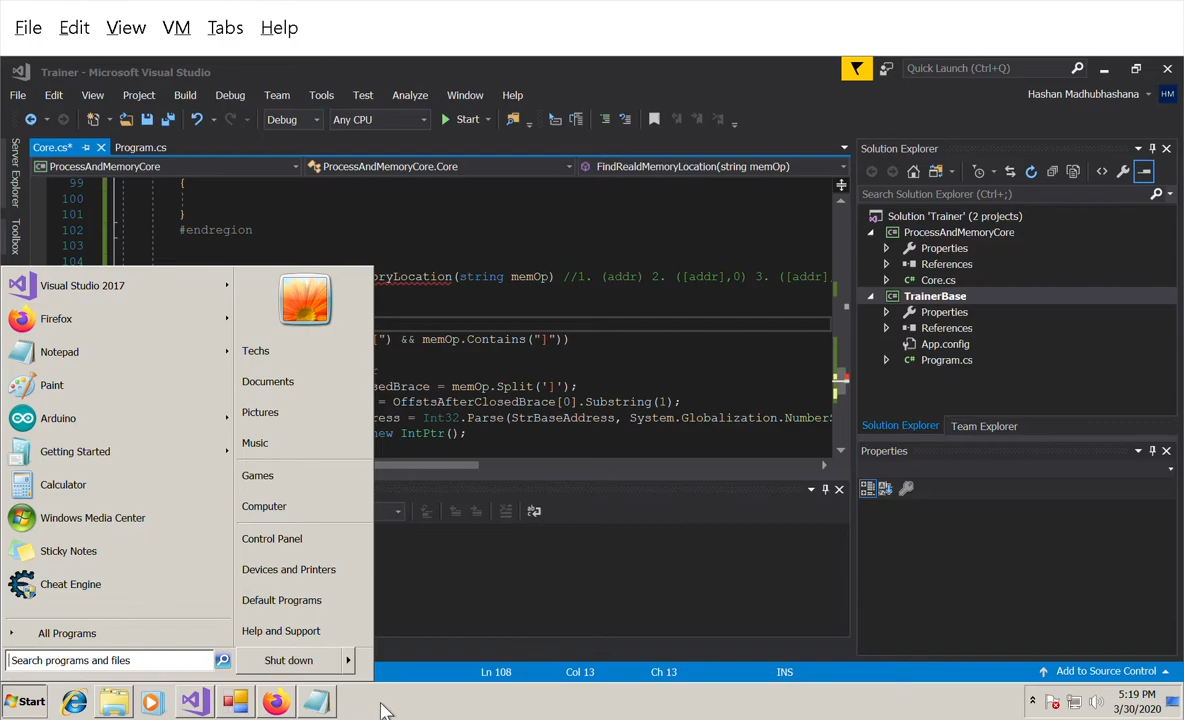 File Edit View VM Tabs Help
Trainer - Microsoft Visual Studio
Quick Launch (Ctrl+Q)
File Edit View Project Build Debug Team Tools Test Analyze Window Help
Hashan Madhubhashana HM
Debug Any CPU Start
Server Explorer
Toolbox
Core.cs* Program.cs
ProcessAndMemoryCore ProcessAndMemoryCore.Core FindRealdMemoryLocation(string memOp)
99 {
100
101 }
102 #endregion
103
104
oryLocation(string memOp) //1. (addr) 2. ([addr],0) 3. ([addr],
[") && memOp.Contains("]"))
sedBrace = memOp.Split(']');
= OffstsAfterClosedBrace[0].Substring(1);
ress = Int32.Parse(StrBaseAddress, System.Globalization.NumberS
new IntPtr();
Solution Explorer
Search Solution Explorer (Ctrl+;)
Solution 'Trainer' (2 projects)
ProcessAndMemoryCore
Properties
References
Core.cs
TrainerBase
Properties
References
App.config
Program.cs
Solution Explorer Team Explorer
Properties
Visual Studio 2017
Firefox
Notepad
Paint
Arduino
Getting Started
Calculator
Windows Media Center
Sticky Notes
Cheat Engine
All Programs
Search programs and files
Techs
Documents
Pictures
Music
Games
Computer
Control Panel
Devices and Printers
Default Programs
Help and Support
Shut down
Ln 108 Col 13 Ch 13 INS Add to Source Control
Start
5:19 PM
3/30/2020